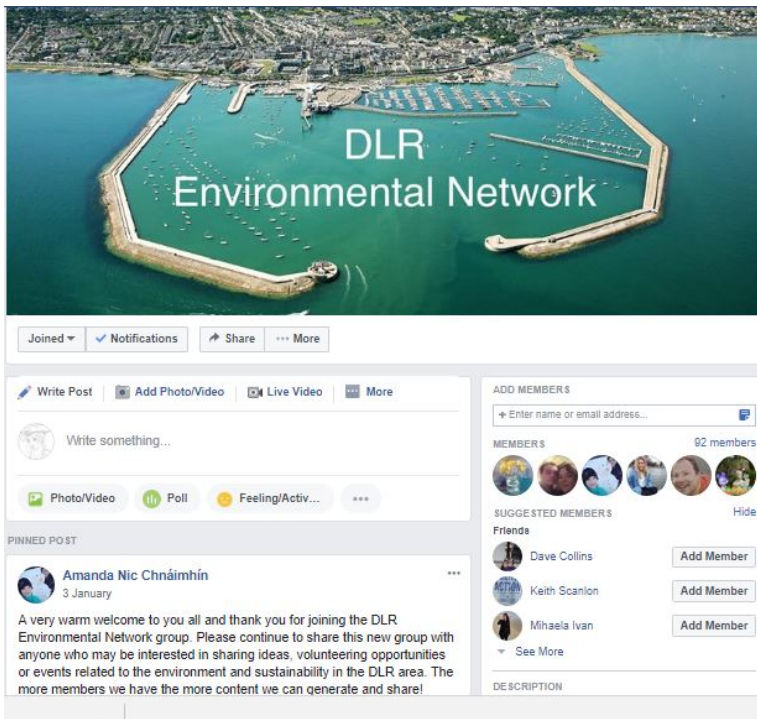 DLR
Environmental Network
Joined
Notifications
Share
More
Write Post
Add Photo/Video
Live Video
More
Write something...
Photo/Video
Poll
Feeling/Activ...
PINNED POST
Amanda Nic Chnáimhín
3 January
A very warm welcome to you all and thank you for joining the DLR
Environmental Network group. Please continue to share this new group with
anyone who may be interested in sharing ideas, volunteering opportunities
or events related to the environment and sustainability in the DLR area. The
more members we have the more content we can generate and share!
ADD MEMBERS
+ Enter name or email address...
MEMBERS 92 members
SUGGESTED MEMBERS Hide
Friends
Dave Collins Add Member
Keith Scanlon Add Member
Mihaela Ivan Add Member
See More
DESCRIPTION